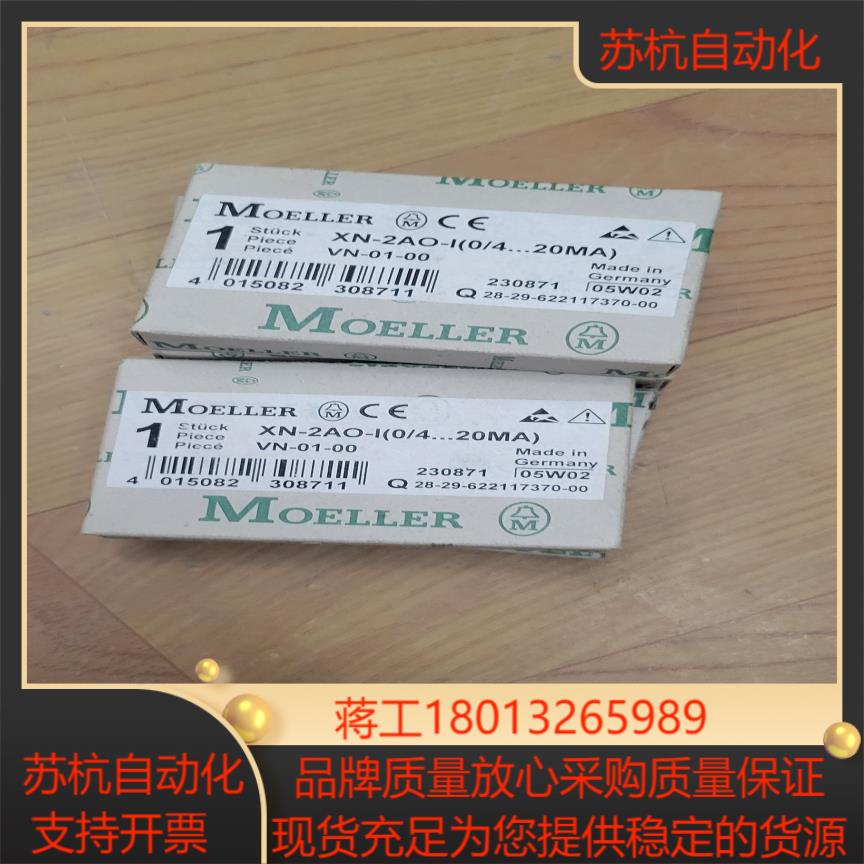 苏杭自动化
MOELLER
MOELLER CE
1 Stück
Piece
Piecé
XN-2AO-I(0/4...20MA)
VN-01-00
Made in
Germany
230871
05W02
4 015082 308711
Q 28-29-622117370-00
MOELLER
MOELLER CE
1 Stück
Piece
Piecé
XN-2AO-I(0/4...20MA)
VN-01-00
Made in
Germany
230871
05W02
4 015082 308711
Q 28-29-622117370-00
MOELLER
蒋工18013265989
苏杭自动化
支持开票
品牌质量放心采购质量保证
现货充足为您提供稳定的货源